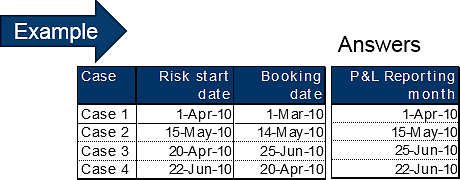 Example
Answers
Case Risk start date Booking date P&L Reporting month
Case 1 1-Apr-10 1-Mar-10 1-Apr-10
Case 2 15-May-10 14-May-10 15-May-10
Case 3 20-Apr-10 25-Jun-10 25-Jun-10
Case 4 22-Jun-10 20-Apr-10 22-Jun-10